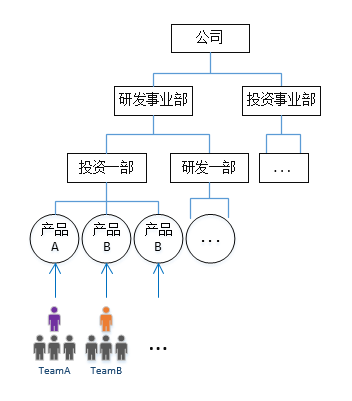 公司
研发事业部
投资事业部
投资一部
研发一部
...
产品
A
产品
B
产品
B
...
TeamA
TeamB
...